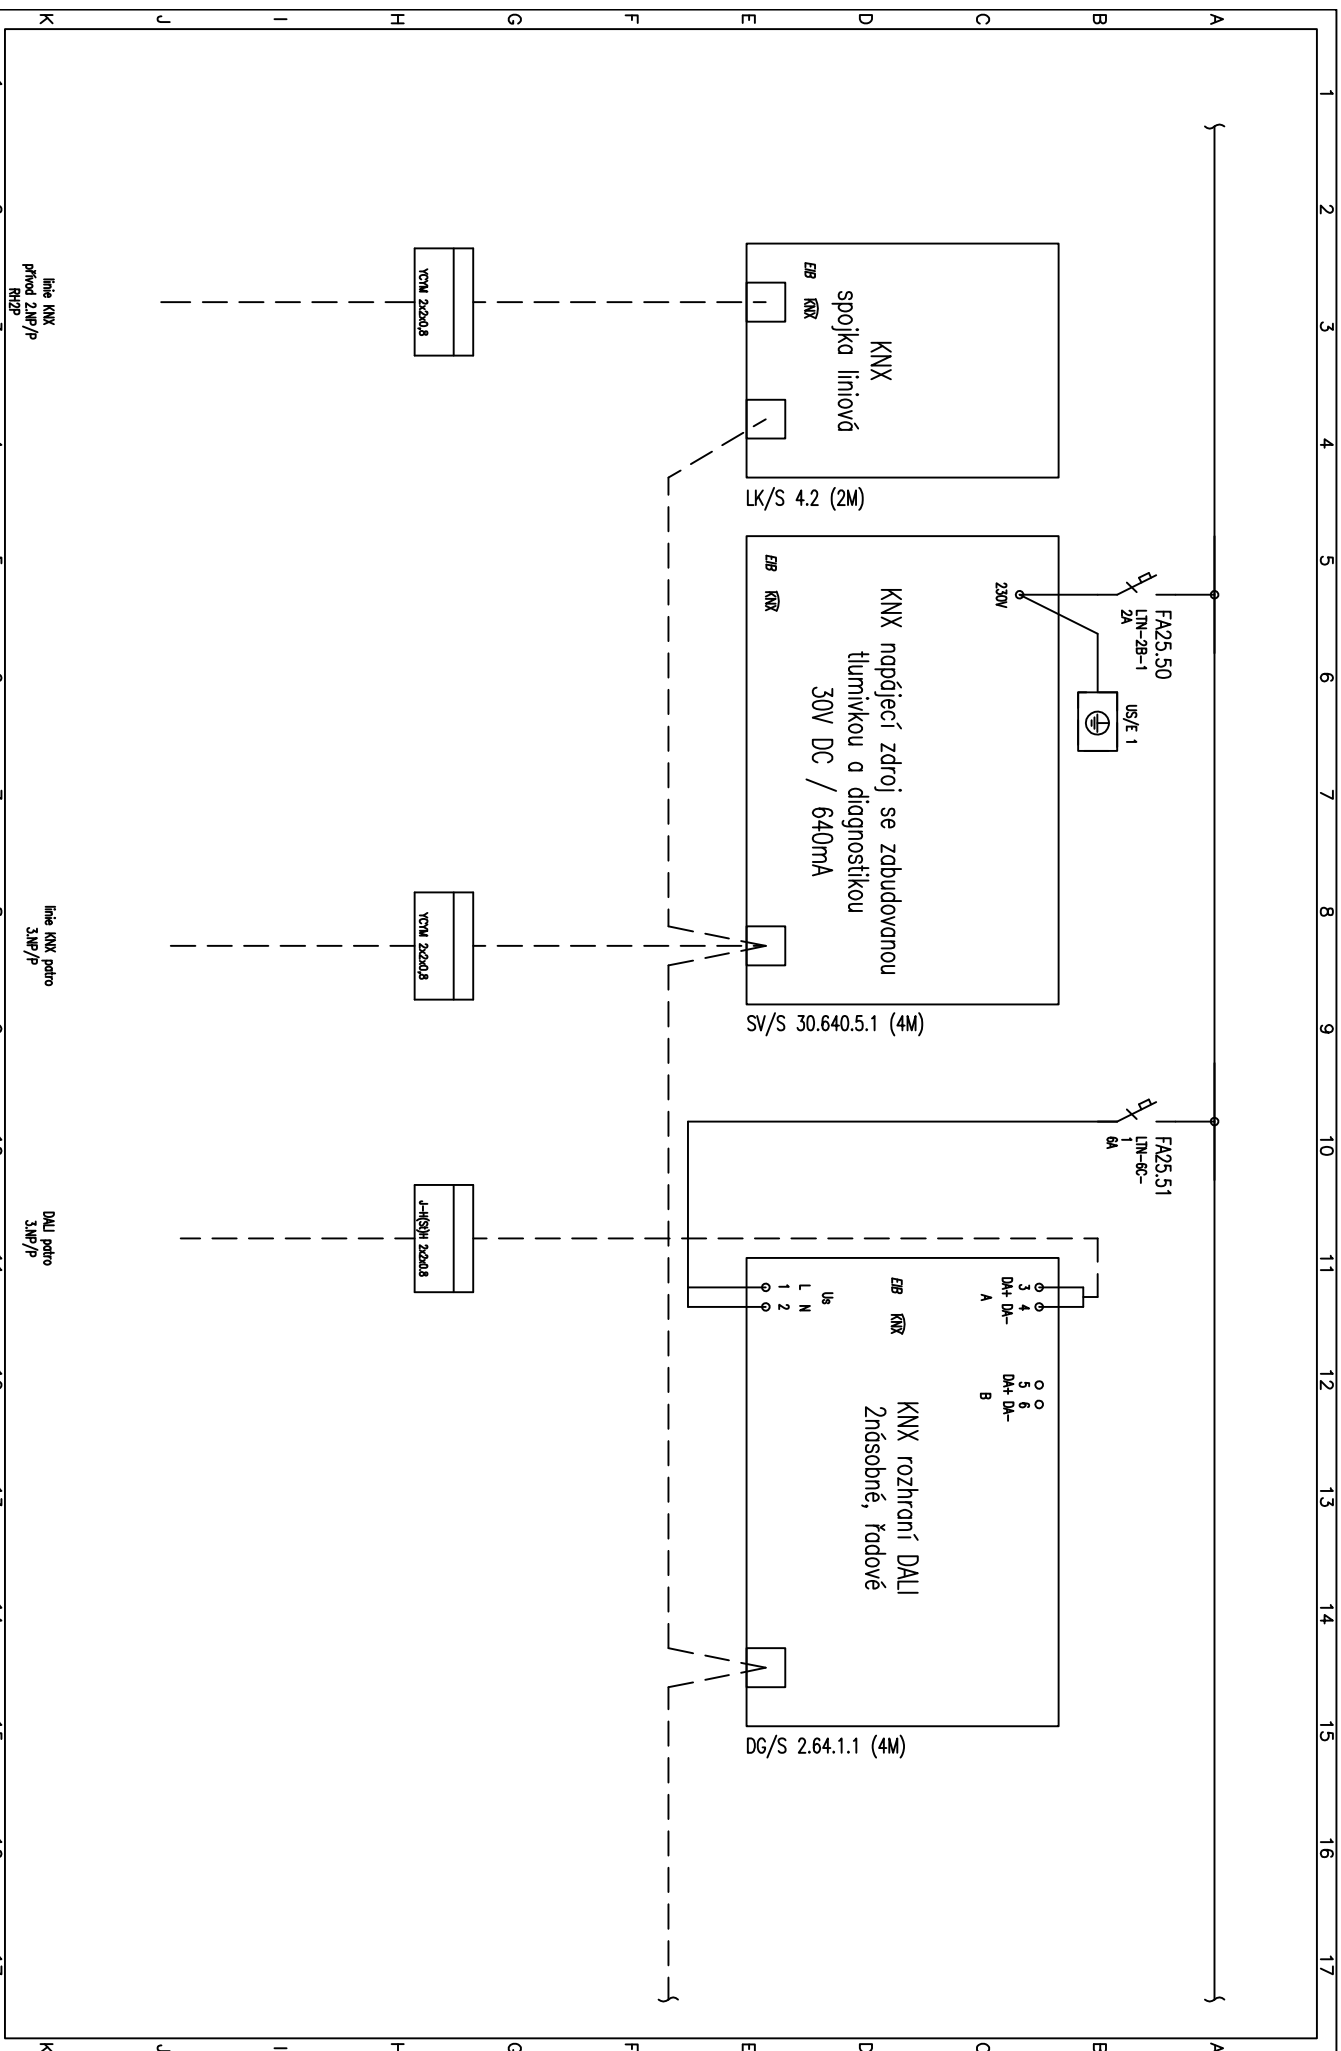 1
2
3
4
5
6
7
8
9
10
11
12
13
14
15
16
17
A
B
C
D
E
F
G
H
I
J
K
FA25.50
LTN-2B-1
2A
US/E 1
FA25.51
LTN-6C-
1
6A
KNX
spojka liniová
EIB KNX
LK/S 4.2 (2M)
230V
KNX napájecí zdroj se zabudovanou
tlumivkou a diagnostikou
30V DC / 640mA
EIB KNX
SV/S 30.640.5.1 (4M)
3 4
DA+ DA-
A
5 6
DA+ DA-
B
KNX rozhraní DALI
2násobné, řadové
EIB KNX
Us
L N
1 2
DG/S 2.64.1.1 (4M)
YCYM 2x2x0,8
YCYM 2x2x0,8
J-H(St)H 2x2x0.8
linie KNX
přívod 2.NP/P
RH2P
linie KNX patro
3.NP/P
DALI patro
3.NP/P
A
B
C
D
E
F
G
H
I
J
K